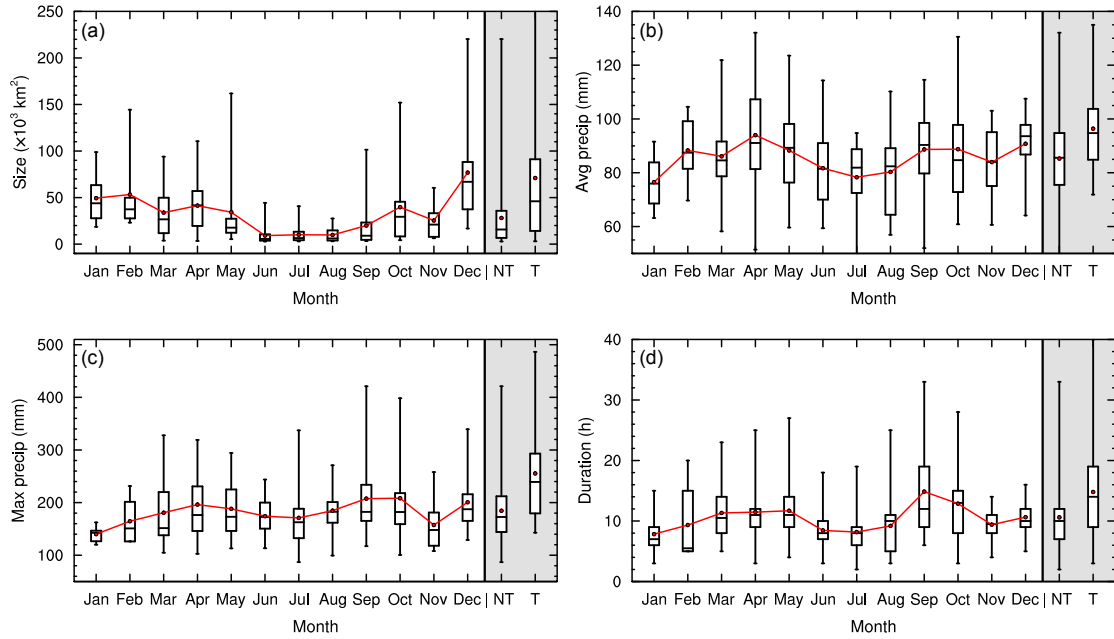 (a)
Size (×10³ km²)
250
200
150
100
50
0
Jan Feb Mar Apr May Jun Jul Aug Sep Oct Nov Dec | NT T
Month
(b)
Avg precip (mm)
140
120
100
80
60
Jan Feb Mar Apr May Jun Jul Aug Sep Oct Nov Dec | NT T
Month
(c)
Max precip (mm)
500
400
300
200
100
Jan Feb Mar Apr May Jun Jul Aug Sep Oct Nov Dec | NT T
Month
(d)
Duration (h)
40
30
20
10
0
Jan Feb Mar Apr May Jun Jul Aug Sep Oct Nov Dec | NT T
Month